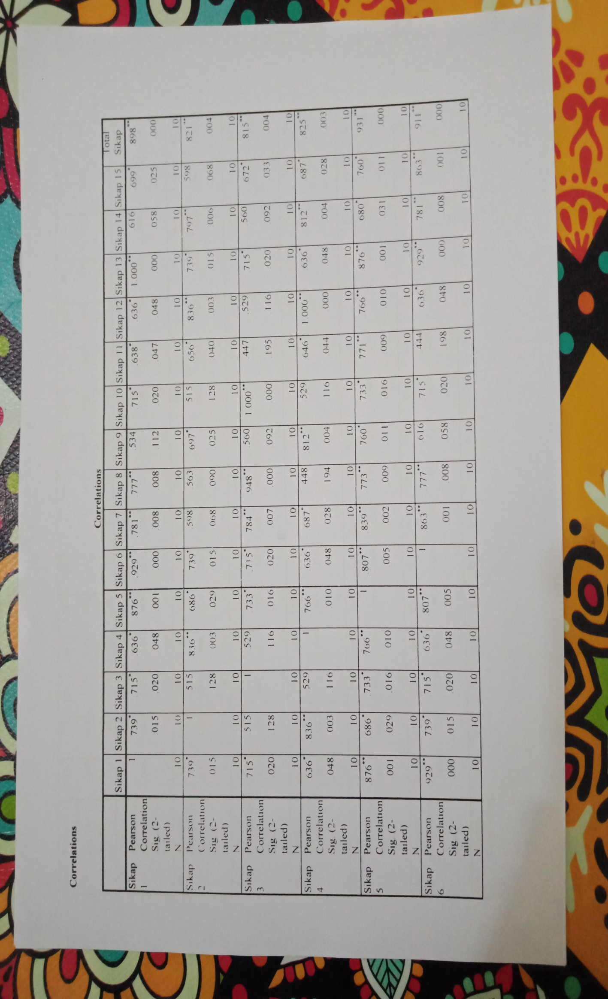 Correlations
Correlations
Total
Sikap 1 Sikap 2 Sikap 3 Sikap 4 Sikap 5 Sikap 6 Sikap 7 Sikap 8 Sikap 9 Sikap 10 Sikap 11 Sikap 12 Sikap 13 Sikap 14 Sikap 15 Sikap
Sikap Pearson 1 .739* .715* .636* .876** .929** .781** .777** .534 .715* .638* .636* 1.000** .616 .699* .898**
1 Correlation
Sig (2- .015 .020 .048 .001 .000 .008 .008 .112 .020 .047 .048 .000 .058 .025 .000
tailed)
N 10 10 10 10 10 10 10 10 10 10 10 10 10 10 10 10
Sikap Pearson .739* 1 .515 .836** .686* .739* .598 .563 .697* .515 .656* .836** .739* .797** .598 .821**
2 Correlation
Sig (2- .015 .128 .003 .029 .015 .068 .090 .025 .128 .040 .003 .015 .006 .068 .004
tailed)
N 10 10 10 10 10 10 10 10 10 10 10 10 10 10 10 10
Sikap Pearson .715* .515 1 .529 .733* .715* .784** .948** .560 1.000** .447 .529 .715* .560 .672* .815**
3 Correlation
Sig (2- .020 .128 .116 .016 .020 .007 .000 .092 .000 .195 .116 .020 .092 .033 .004
tailed)
N 10 10 10 10 10 10 10 10 10 10 10 10 10 10 10 10
Sikap Pearson .636* .836** .529 1 .766** .636* .687* .448 .812** .529 .646* 1.000** .636* .812** .687* .825**
4 Correlation
Sig. (2- .048 .003 .116 .010 .048 .028 .194 .004 .116 .044 .000 .048 .004 .028 .003
tailed)
N 10 10 10 10 10 10 10 10 10 10 10 10 10 10 10 10
Sikap Pearson .876** .686* .733* .766** 1 .807** .839** .773** .760* .733* .771** .766** .876** .680* .760* .931**
5 Correlation
Sig. (2- .001 .029 .016 .010 .005 .002 .009 .011 .016 .009 .010 .001 .031 .011 .000
tailed)
N 10 10 10 10 10 10 10 10 10 10 10 10 10 10 10 10
Sikap Pearson .929** .739* .715* .636* .807** 1 .863** .777** .616 .715* .444 .636* .929** .781** .863** .911**
6 Correlation
Sig (2- .000 .015 .020 .048 .005 .001 .008 .058 .020 .198 .048 .000 .008 .001 .000
tailed)
N 10 10 10 10 10 10 10 10 10 10 10 10 10 10 10 10